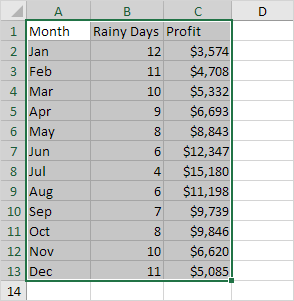 A B C D
1 Month Rainy Days Profit
2 Jan 12 $3,574
3 Feb 11 $4,708
4 Mar 10 $5,332
5 Apr 9 $6,693
6 May 8 $8,843
7 Jun 6 $12,347
8 Jul 4 $15,180
9 Aug 6 $11,198
10 Sep 7 $9,739
11 Oct 8 $9,846
12 Nov 10 $6,620
13 Dec 11 $5,085
14